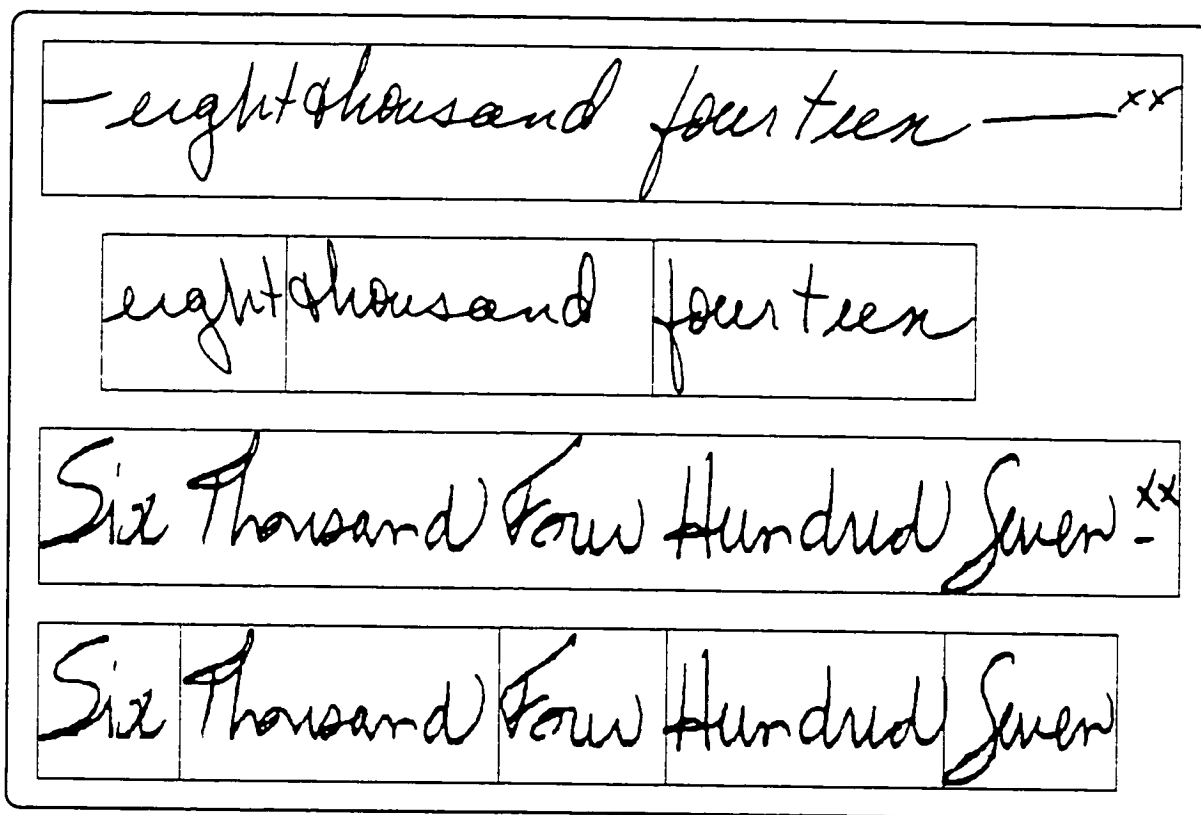 — eight thousand fourteen — xx
eight thousand fourteen
Six Thousand Four Hundred Seven - xx
Six Thousand Four Hundred Seven